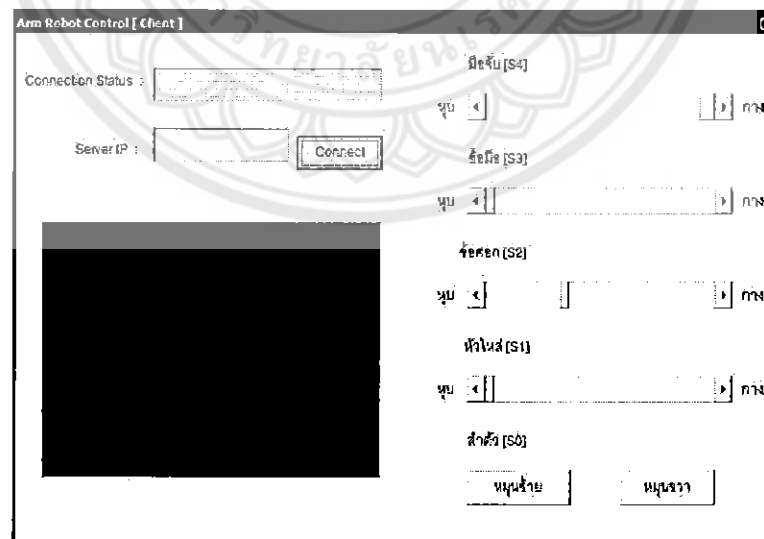 Arm Robot Control [ Client ]
Connection Status :
Server IP :
Connect
มือจับ [S4]
หุบ กาง
ข้อมือ [S3]
หุบ กาง
ข้อศอก [S2]
หุบ กาง
หัวไหล่ [S1]
หุบ กาง
ลำตัว [S0]
หมุนซ้าย หมุนขวา